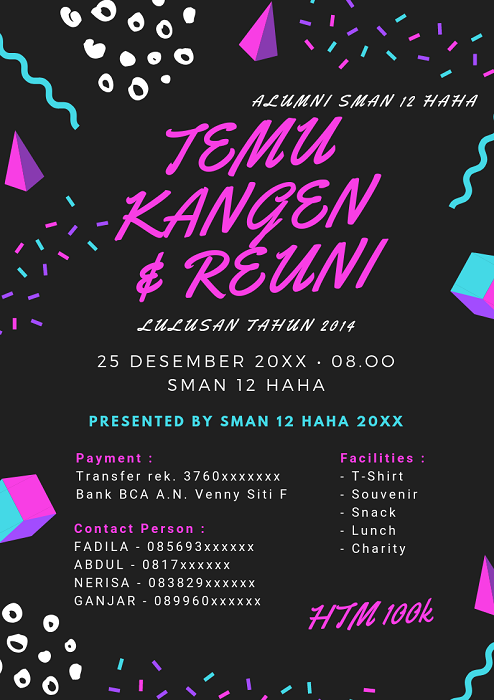 ALUMNI SMAN 12 HAHA
TEMU
KANGEN
& REUNI
LULUSAN TAHUN 2014
25 DESEMBER 20XX • 08.OO
SMAN 12 HAHA
PRESENTED BY SMAN 12 HAHA 20XX
Payment :
Transfer rek. 3760xxxxxxx
Bank BCA A.N. Venny Siti F
Contact Person :
FADILA - 085693xxxxxx
ABDUL - 0817xxxxxx
NERISA - 083829xxxxxx
GANJAR - 089960xxxxxx
Facilities :
- T-Shirt
- Souvenir
- Snack
- Lunch
- Charity
HTM 100k